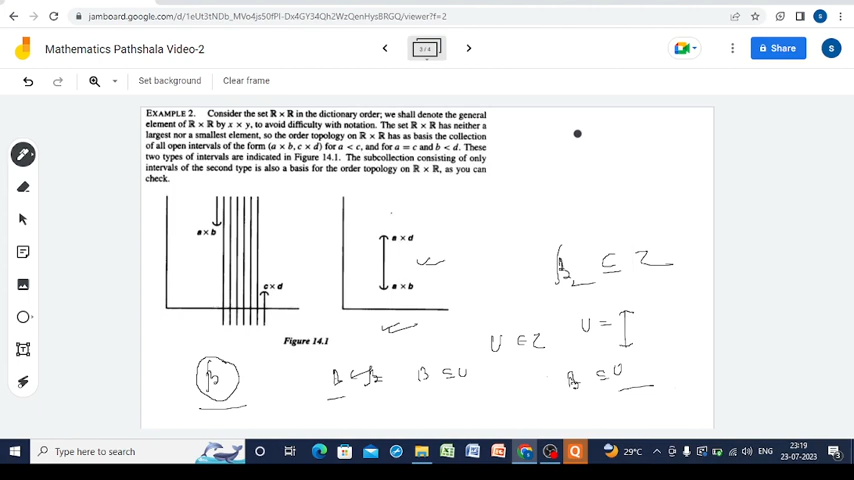 jamboard.google.com/d/1eUt3tNDb_MVo4js50fPI-Dx4GY34Qh2WzQenHysBRGQ/viewer?f=2
S
Mathematics Pathshala Video-2
3/4
Share
S
Set background
Clear frame
EXAMPLE 2. Consider the set R × R in the dictionary order; we shall denote the general
element of R × R by x × y, to avoid difficulty with notation. The set R × R has neither a
largest nor a smallest element, so the order topology on R × R has as basis the collection
of all open intervals of the form (a × b, c × d) for a < c, and for a = c and b < d. These
two types of intervals are indicated in Figure 14.1. The subcollection consisting of only
intervals of the second type is also a basis for the order topology on R × R, as you can
check.
a × b
c × d
a × d
a × b
Figure 14.1
U =
B ⊆ U
Type here to search
29°C
ENG
23:19
23-07-2023
3